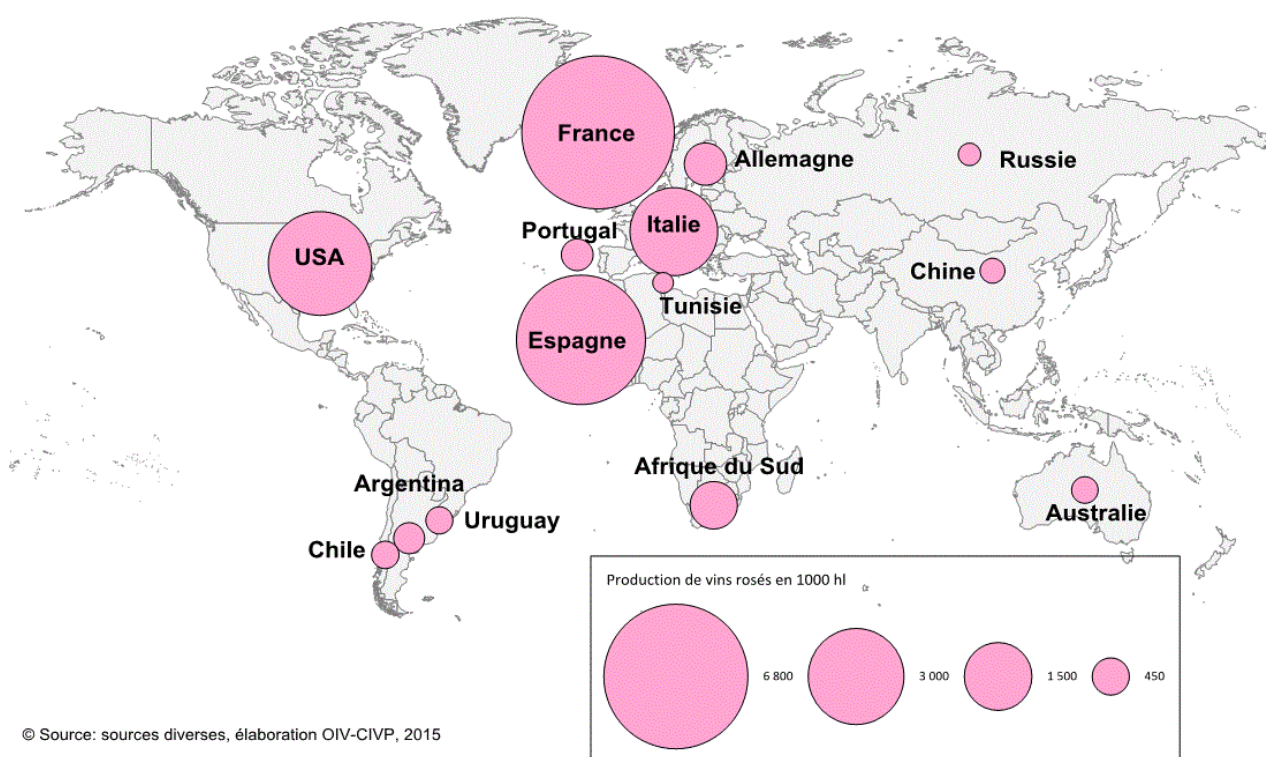 France
Allemagne
Russie
Portugal
Italie
USA
Chine
Tunisie
Espagne
Afrique du Sud
Argentina
Uruguay
Australie
Chile
Production de vins rosés en 1000 hl
6 800
3 000
1 500
450
© Source: sources diverses, élaboration OIV-CIVP, 2015